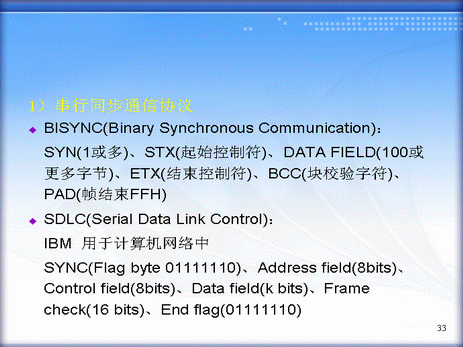 1）串行同步通信协议
◆ BISYNC(Binary Synchronous Communication)：
SYN(1或多)、STX(起始控制符)、DATA FIELD(100或
更多字节)、ETX(结束控制符)、BCC(块校验字符)、
PAD(帧结束FFH)
◆ SDLC(Serial Data Link Control)：
IBM 用于计算机网络中
SYNC(Flag byte 01111110)、Address field(8bits)、
Control field(8bits)、Data field(k bits)、Frame
check(16 bits)、End flag(01111110)
33